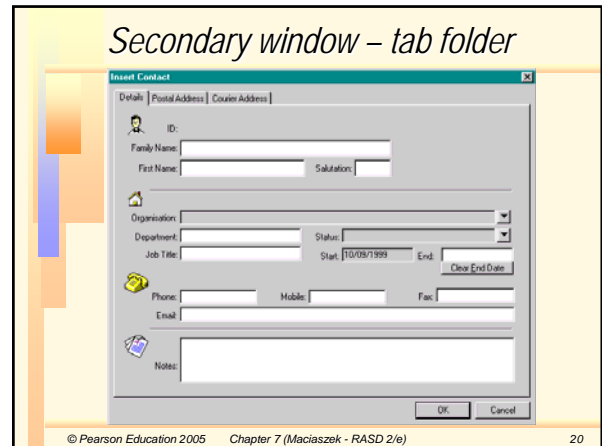 Secondary window – tab folder
Insert Contact
Details Postal Address Courier Address
ID:
Family Name:
First Name: Salutation:
Organisation:
Department: Status:
Job Title: Start: 10/09/1999 End:
Clear End Date
Phone: Mobile: Fax:
Email:
Notes:
OK Cancel
© Pearson Education 2005 Chapter 7 (Maciaszek - RASD 2/e) 20